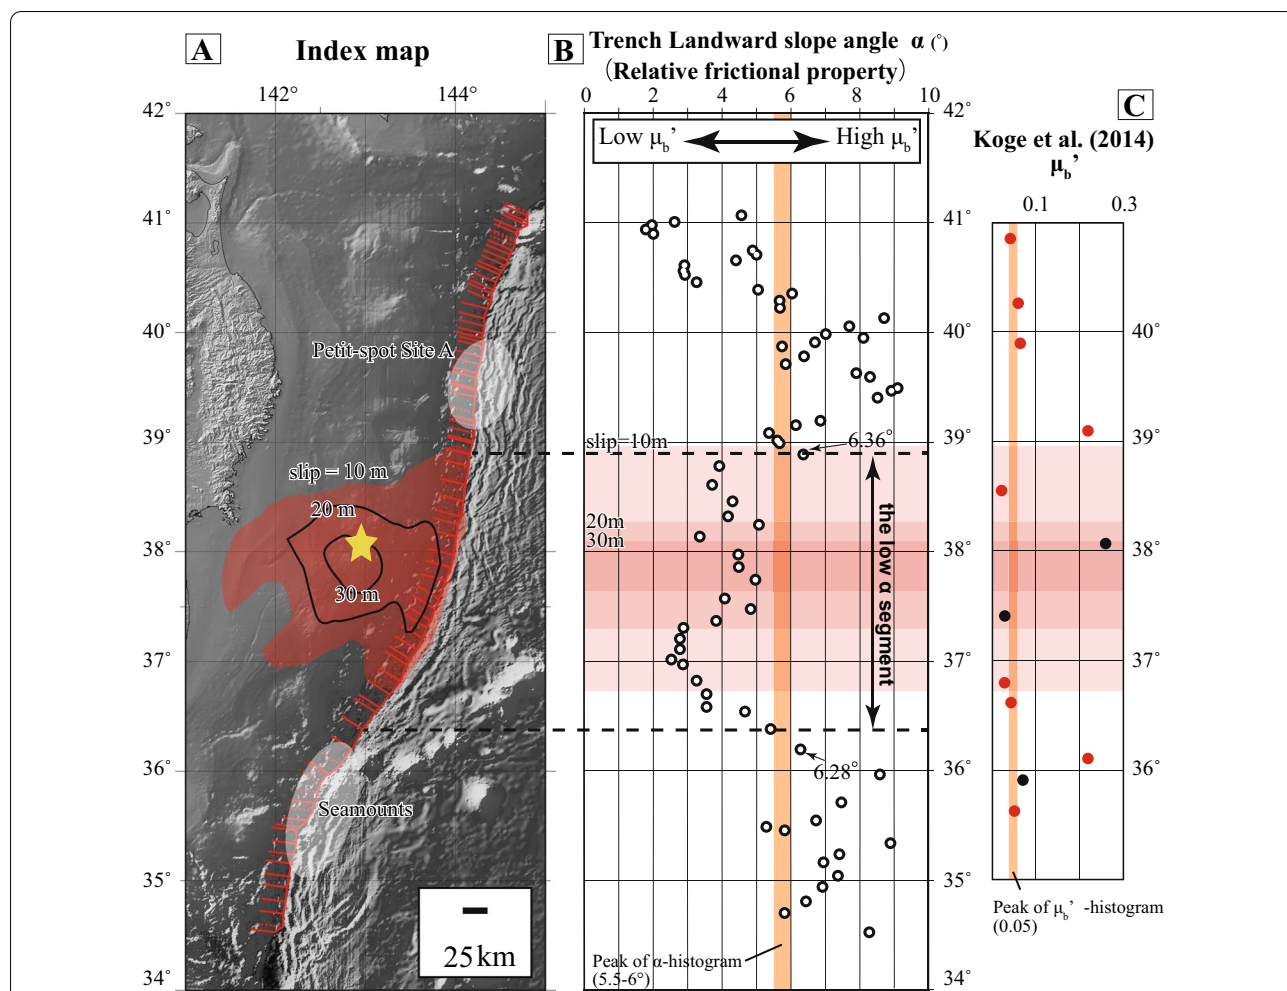 A
Index map
142°
144°
42°
41°
40°
39°
38°
37°
36°
35°
34°
Petit-spot Site A
slip = 10 m
20 m
30 m
Seamounts
25km
B
Trench Landward slope angle α (°)
(Relative frictional property)
0 2 4 6 8 10
Low μb’ High μb’
slip=10m
20m
30m
6.36°
the low α segment
6.28°
Peak of α-histogram
(5.5-6°)
42°
41°
40°
39°
38°
37°
36°
35°
34°
C
Koge et al. (2014)
μb’
0.1 0.3
40°
39°
38°
37°
36°
Peak of μb’ -histogram
(0.05)